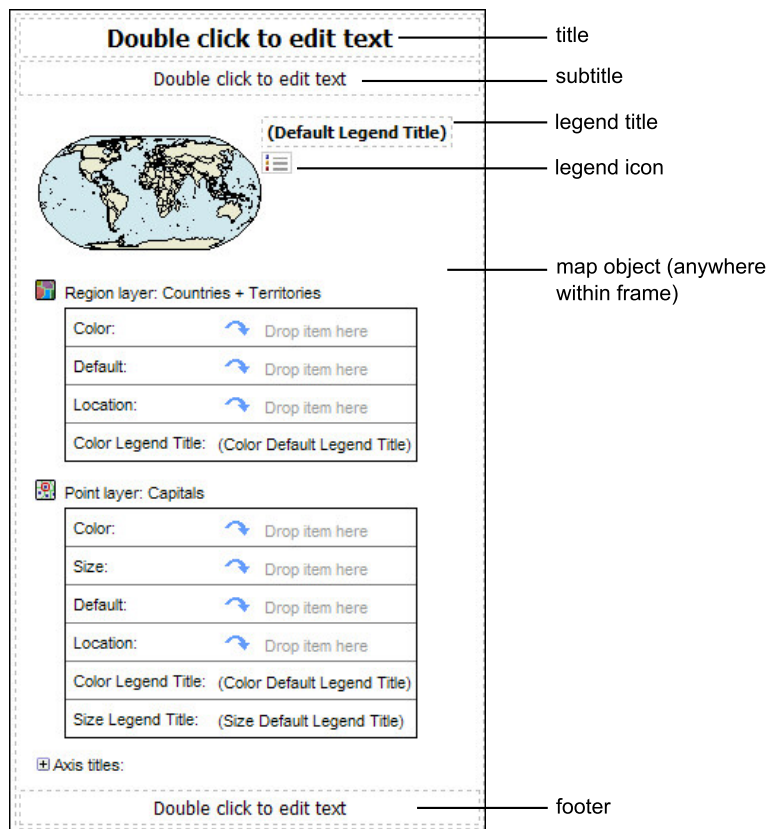 Double click to edit text
title
Double click to edit text
subtitle
(Default Legend Title)
legend title
legend icon
map object (anywhere
within frame)
Region layer: Countries + Territories
Color: Drop item here
Default: Drop item here
Location: Drop item here
Color Legend Title: (Color Default Legend Title)
Point layer: Capitals
Color: Drop item here
Size: Drop item here
Default: Drop item here
Location: Drop item here
Color Legend Title: (Color Default Legend Title)
Size Legend Title: (Size Default Legend Title)
Axis titles:
Double click to edit text
footer